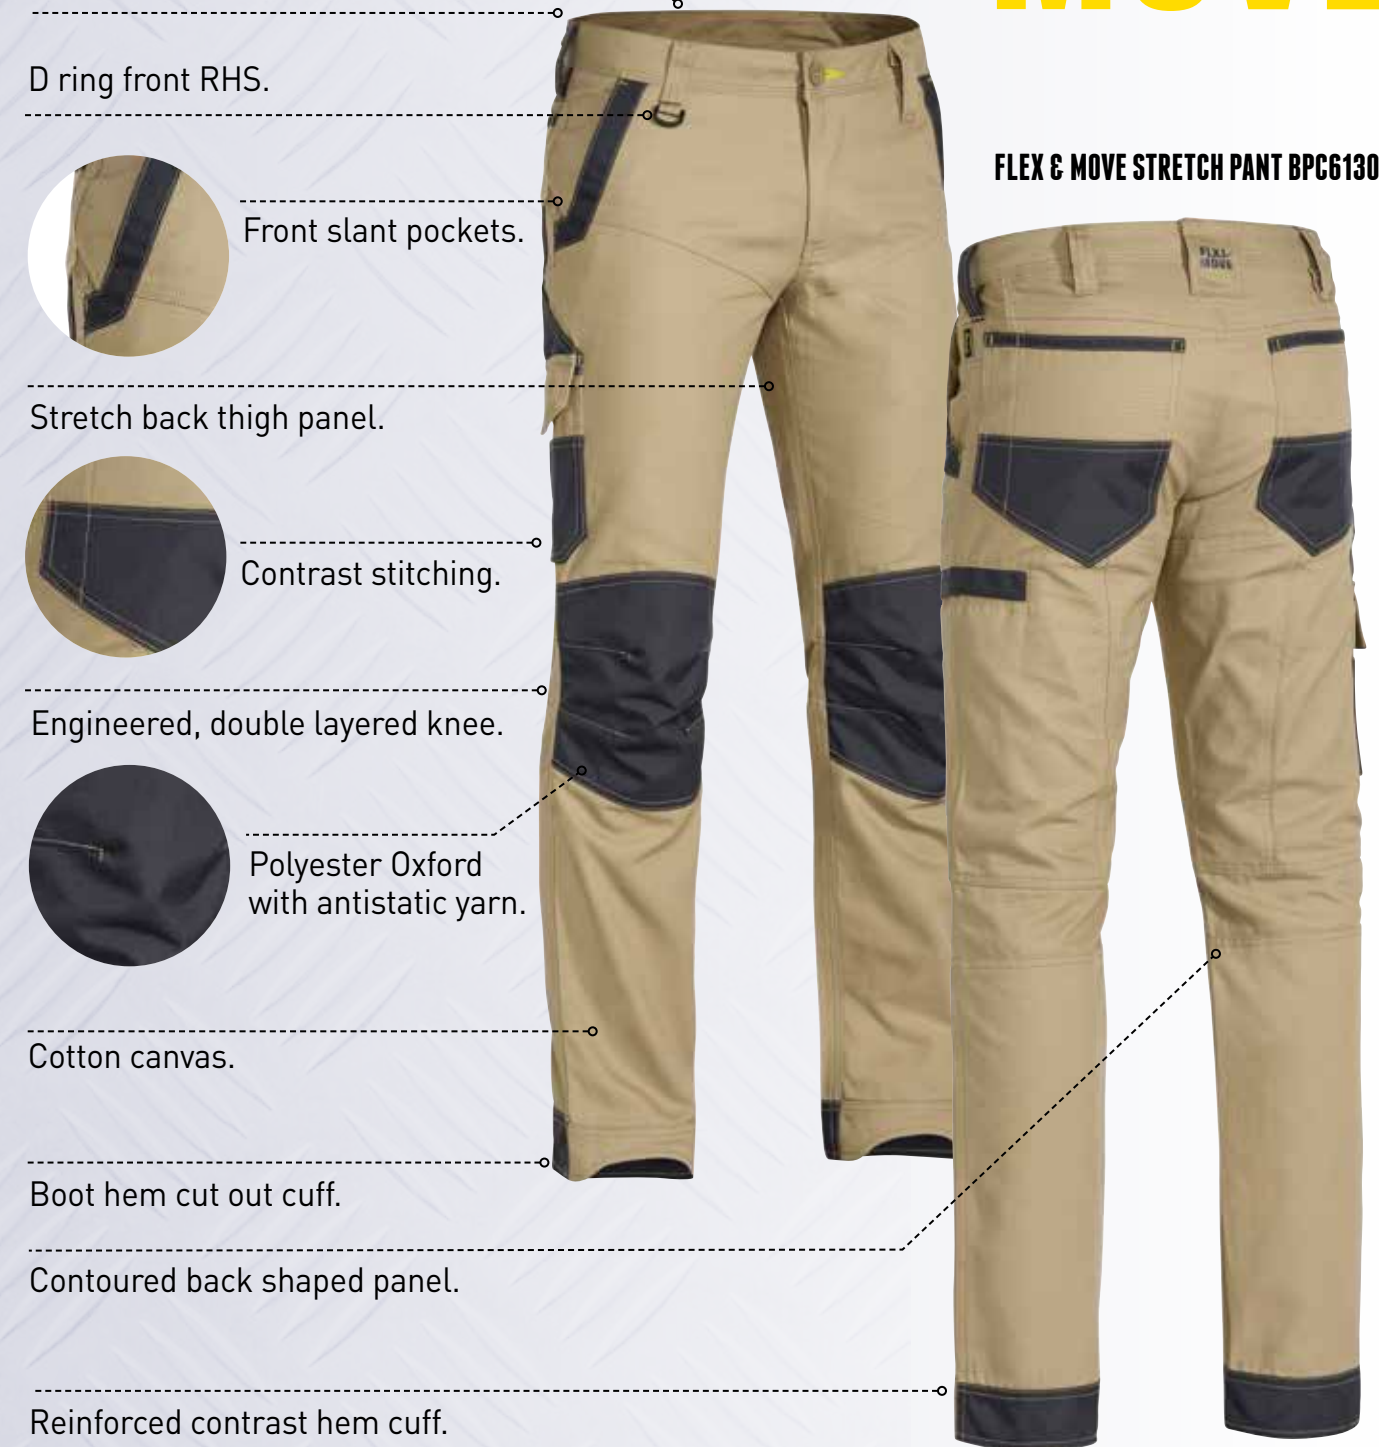 MOVE
D ring front RHS.
FLEX & MOVE STRETCH PANT BPC6130
Front slant pockets.
Stretch back thigh panel.
Contrast stitching.
Engineered, double layered knee.
Polyester Oxford
with antistatic yarn.
Cotton canvas.
Boot hem cut out cuff.
Contoured back shaped panel.
Reinforced contrast hem cuff.